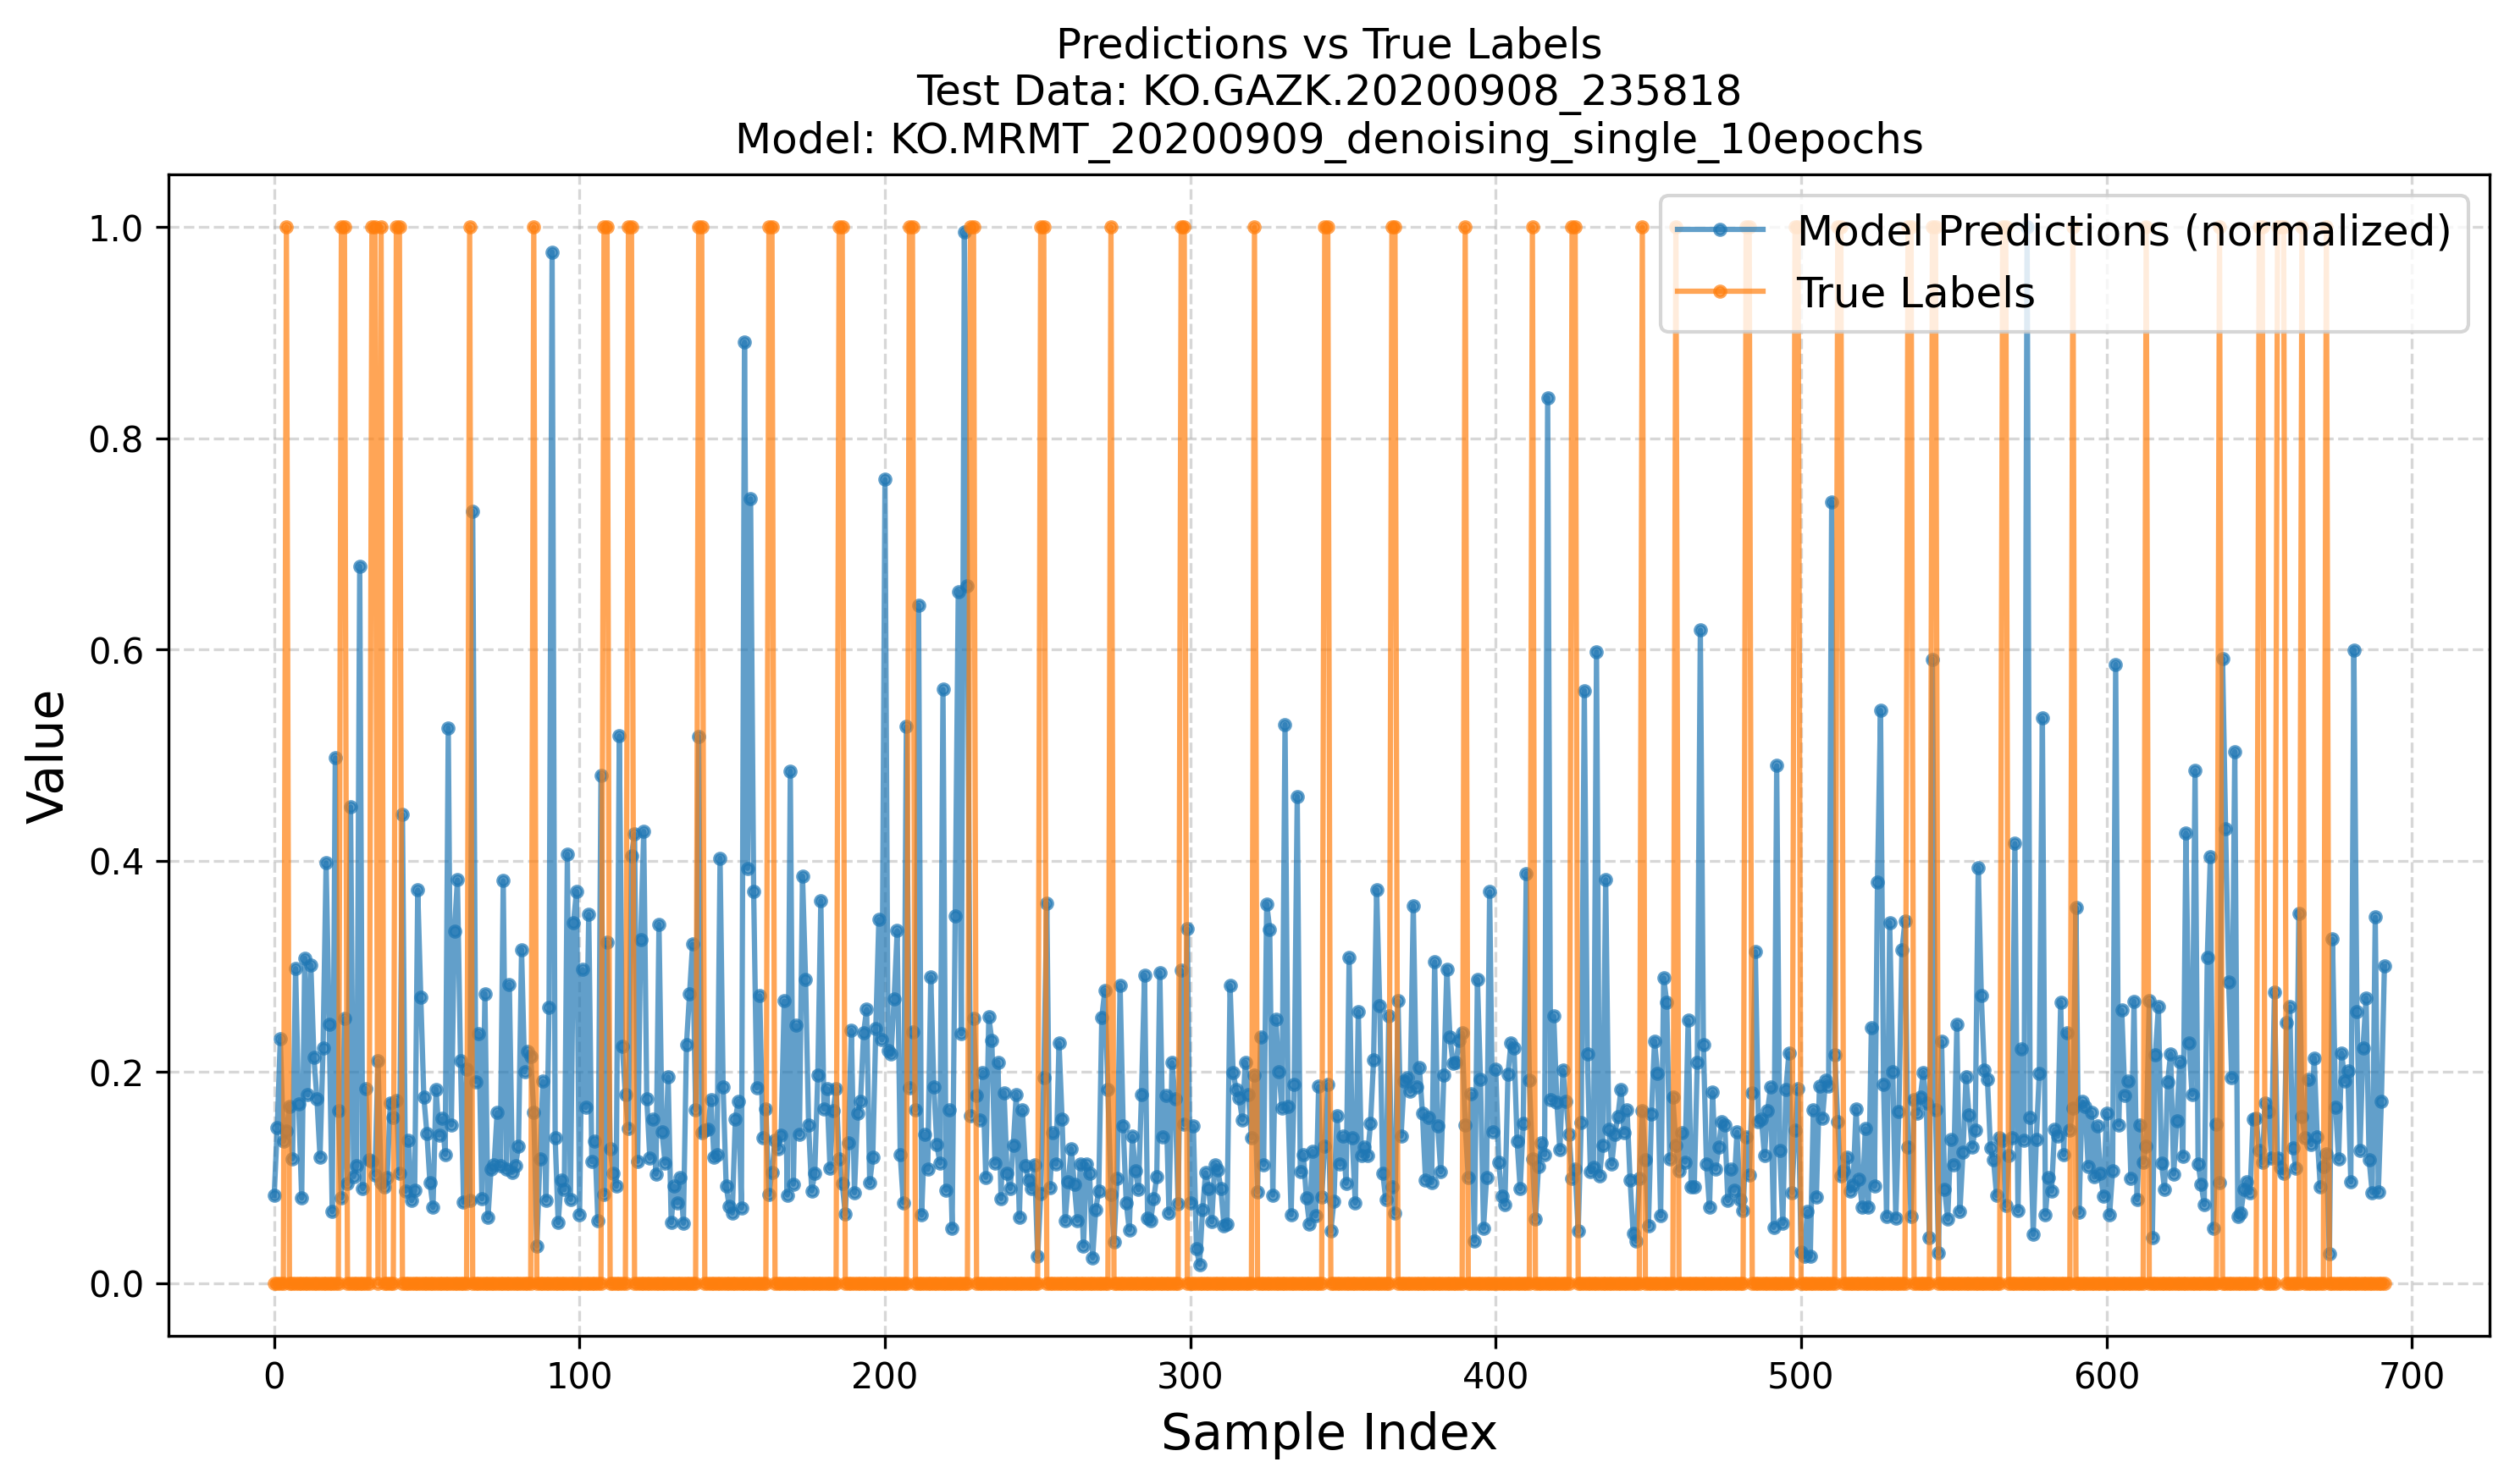 Predictions vs True Labels
Test Data: KO.GAZK.20200908_235818
Model: KO.MRMT_20200909_denoising_single_10epochs
Model Predictions (normalized)
True Labels
1.0
0.8
0.6
0.4
0.2
0.0
Value
0 100 200 300 400 500 600 700
Sample Index